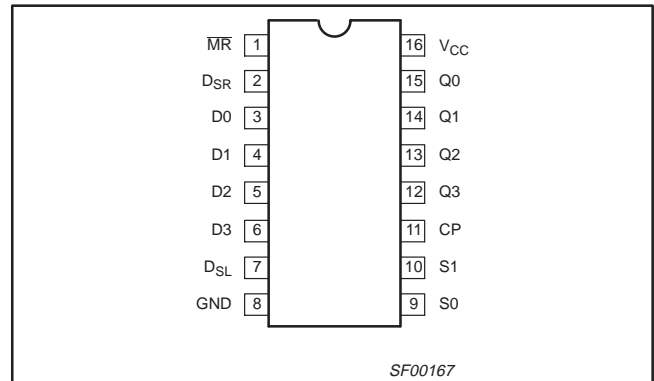 M̅R̅ 1 16 VCC
DSR 2 15 Q0
D0 3 14 Q1
D1 4 13 Q2
D2 5 12 Q3
D3 6 11 CP
DSL 7 10 S1
GND 8 9 S0
SF00167